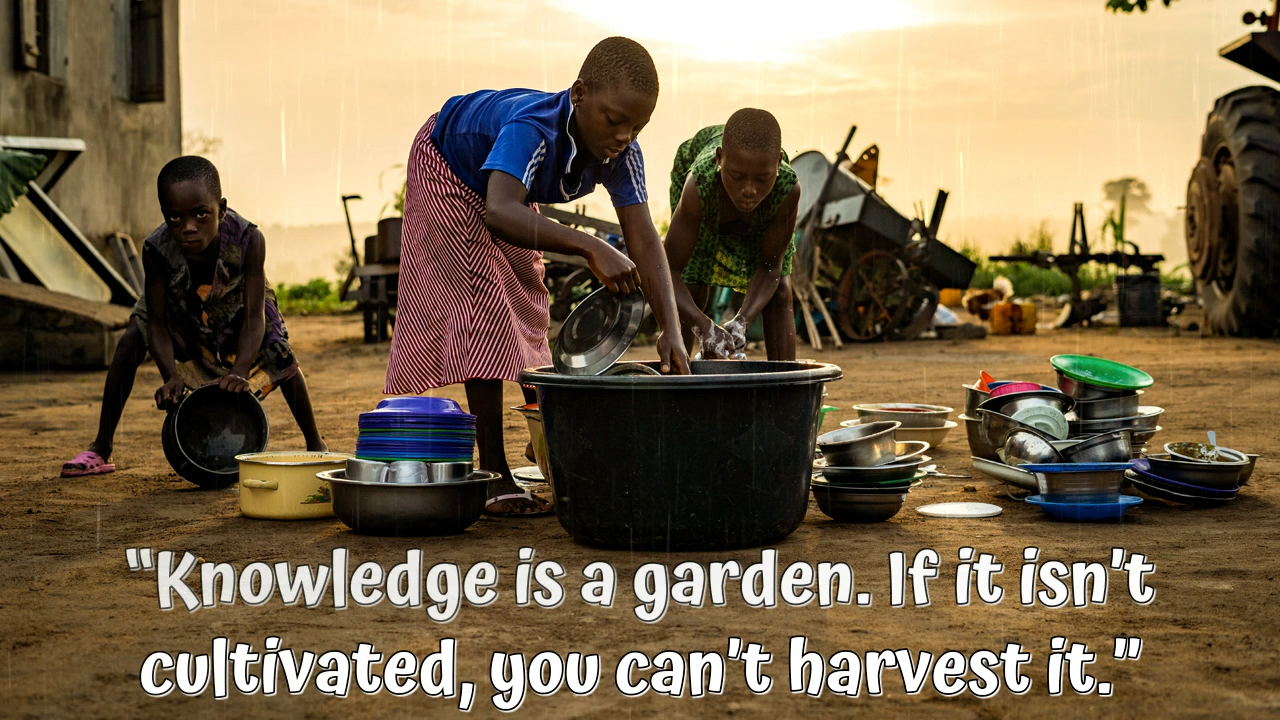 "Knowledge is a garden. If it isn't
cultivated, you can't harvest it."